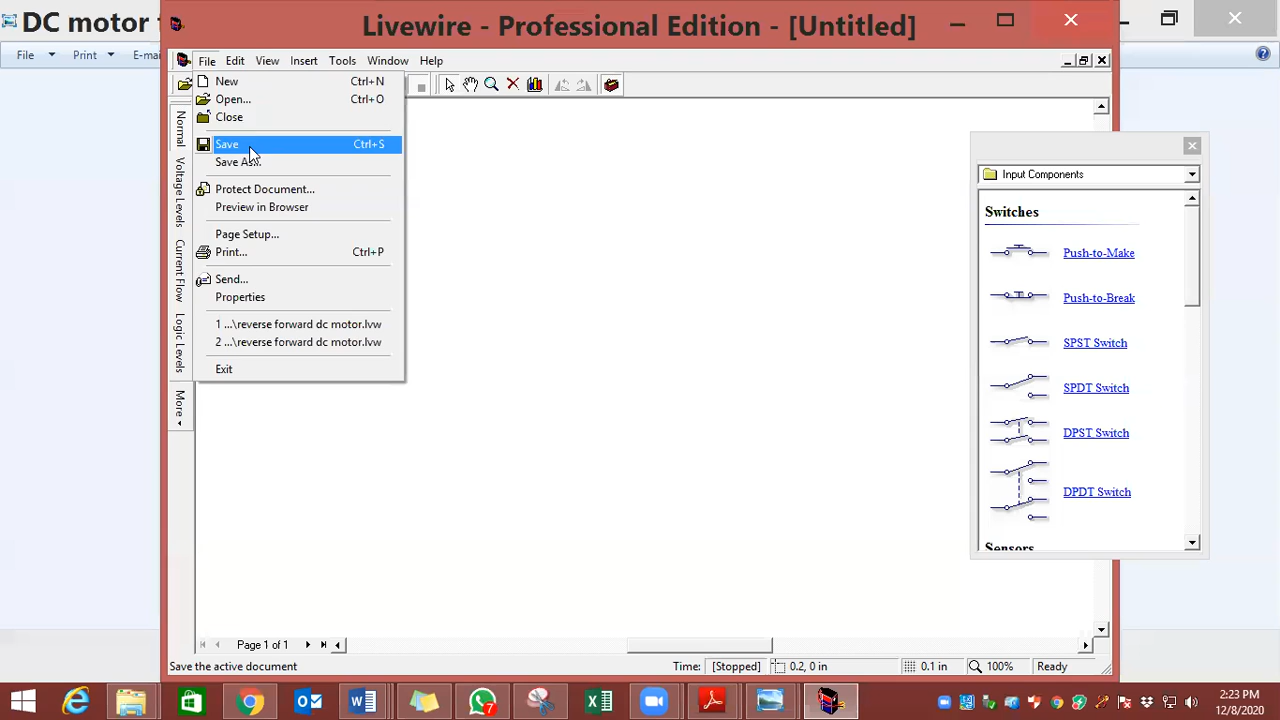 DC motor f
Livewire - Professional Edition - [Untitled]
File
Print
E-mai
File Edit View Insert Tools Window Help
New Ctrl+N
Open... Ctrl+O
Close
Save Ctrl+S
Save As...
Protect Document...
Preview in Browser
Page Setup...
Print... Ctrl+P
Send...
Properties
1 ...\reverse forward dc motor.lvw
2 ...\reverse forward dc motor.lvw
Exit
Normal
Voltage Levels
Current Flow
Logic Levels
More
Input Components
Switches
Push-to-Make
Push-to-Break
SPST Switch
SPDT Switch
DPST Switch
DPDT Switch
Sensors
Page 1 of 1
Save the active document
Time: [Stopped]
0.2, 0 in
0.1 in
100%
Ready
7
2:23 PM
12/8/2020